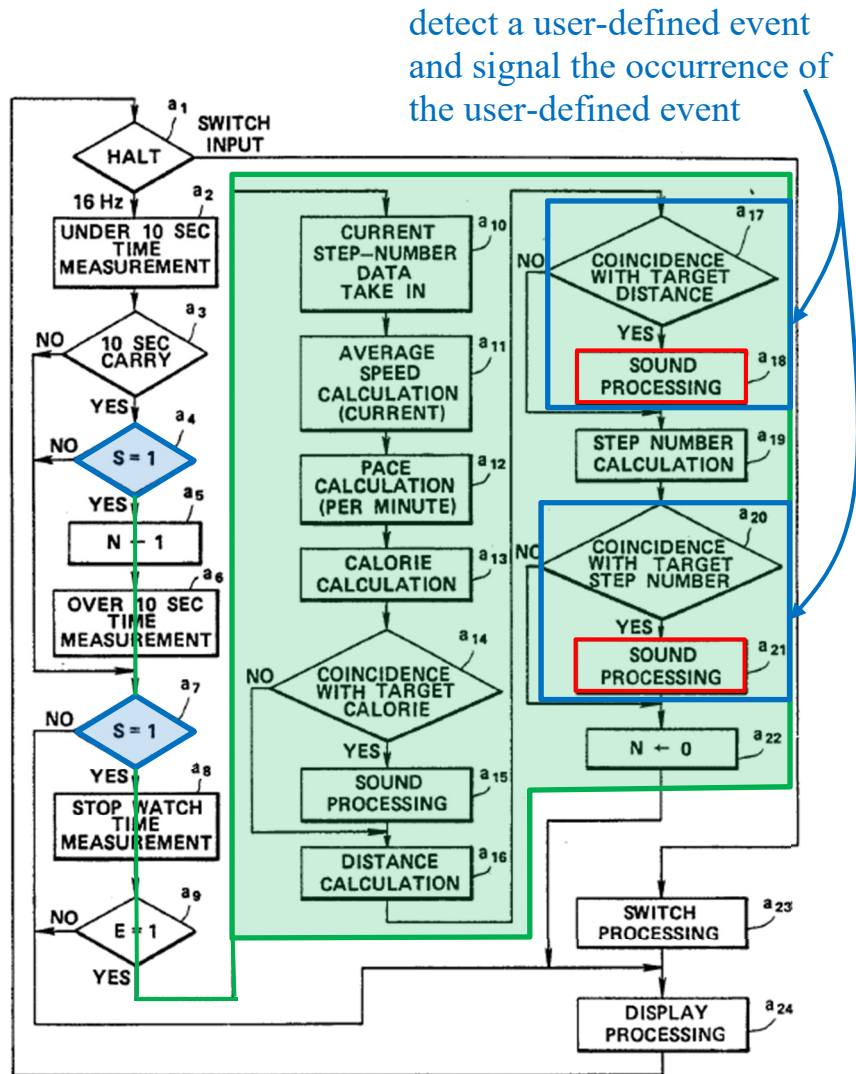 detect a user-defined event
and signal the occurrence of
the user-defined event
a1
HALT
SWITCH
INPUT
16 Hz
a2
UNDER 10 SEC
TIME
MEASUREMENT
a3
10 SEC
CARRY
NO
YES
a4
S = 1
NO
YES
a5
N ← 1
a6
OVER 10 SEC
TIME
MEASUREMENT
a7
S = 1
NO
YES
a8
STOP WATCH
TIME
MEASUREMENT
a9
E = 1
NO
YES
a10
CURRENT
STEP-NUMBER
DATA
TAKE IN
a11
AVERAGE
SPEED
CALCULATION
(CURRENT)
a12
PACE
CALCULATION
(PER MINUTE)
a13
CALORIE
CALCULATION
a14
NO
COINCIDENCE
WITH TARGET
CALORIE
YES
a15
SOUND
PROCESSING
a16
DISTANCE
CALCULATION
a17
NO
COINCIDENCE
WITH TARGET
DISTANCE
YES
a18
SOUND
PROCESSING
a19
STEP NUMBER
CALCULATION
a20
NO
COINCIDENCE
WITH TARGET
STEP NUMBER
YES
a21
SOUND
PROCESSING
a22
N ← 0
a23
SWITCH
PROCESSING
a24
DISPLAY
PROCESSING